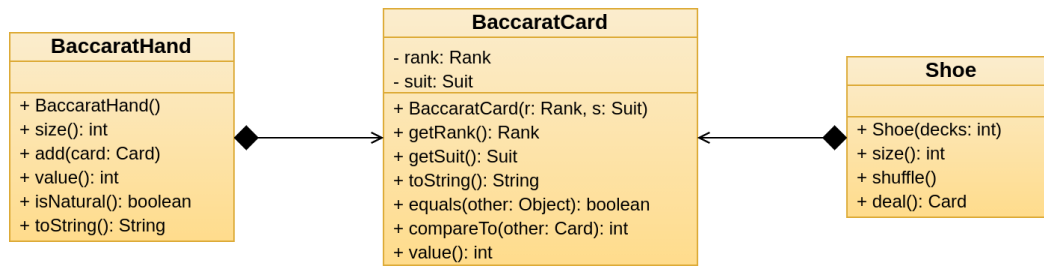 BaccaratHand
+ BaccaratHand()
+ size(): int
+ add(card: Card)
+ value(): int
+ isNatural(): boolean
+ toString(): String
BaccaratCard
- rank: Rank
- suit: Suit
+ BaccaratCard(r: Rank, s: Suit)
+ getRank(): Rank
+ getSuit(): Suit
+ toString(): String
+ equals(other: Object): boolean
+ compareTo(other: Card): int
+ value(): int
Shoe
+ Shoe(decks: int)
+ size(): int
+ shuffle()
+ deal(): Card